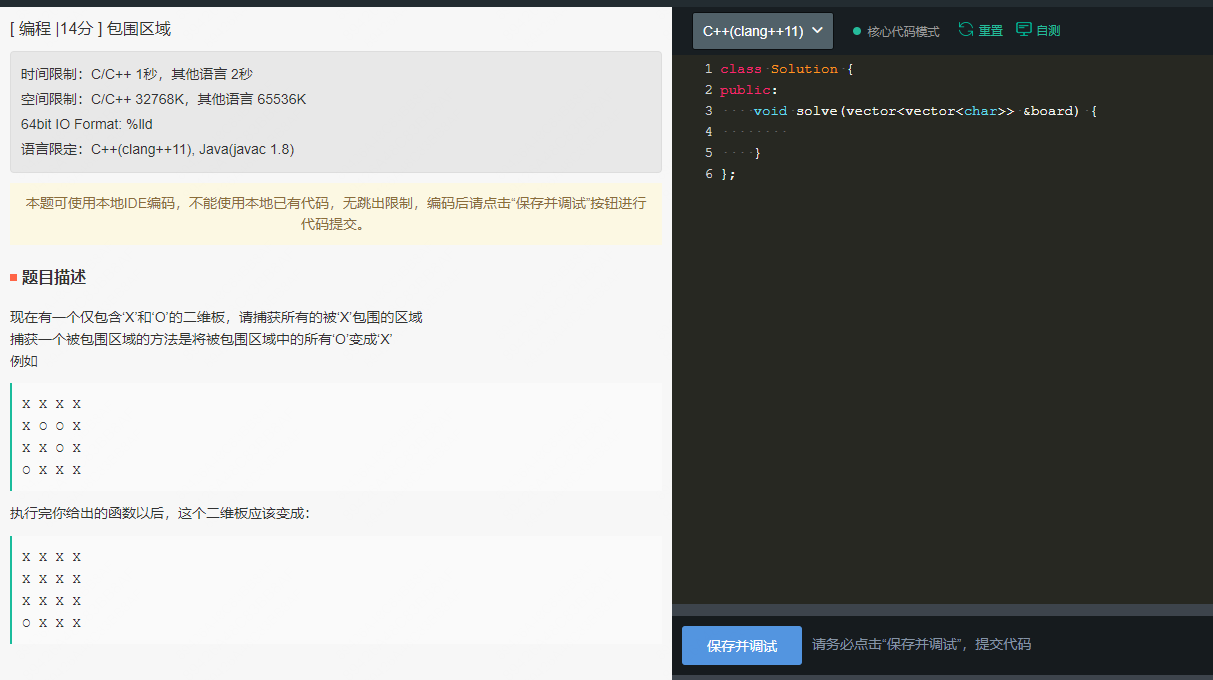 [ 编程 |14分 ] 包围区域
时间限制：C/C++ 1秒，其他语言 2秒
空间限制：C/C++ 32768K，其他语言 65536K
64bit IO Format: %lld
语言限定：C++(clang++11), Java(javac 1.8)
本题可使用本地IDE编码，不能使用本地已有代码，无跳出限制，编码后请点击“保存并调试”按钮进行
代码提交。
题目描述
现在有一个仅包含‘X’和‘O’的二维板，请捕获所有的被‘X’包围的区域
捕获一个被包围区域的方法是将被包围区域中的所有‘O’变成‘X’
例如
X X X X
X O O X
X X O X
O X X X
执行完你给出的函数以后，这个二维板应该变成：
X X X X
X X X X
X X X X
O X X X
C++(clang++11)
核心代码模式
重置
自测
1 class Solution {
2 public:
3     void solve(vector<vector<char>> &board) {
4
5     }
6 };
保存并调试
请务必点击“保存并调试”，提交代码